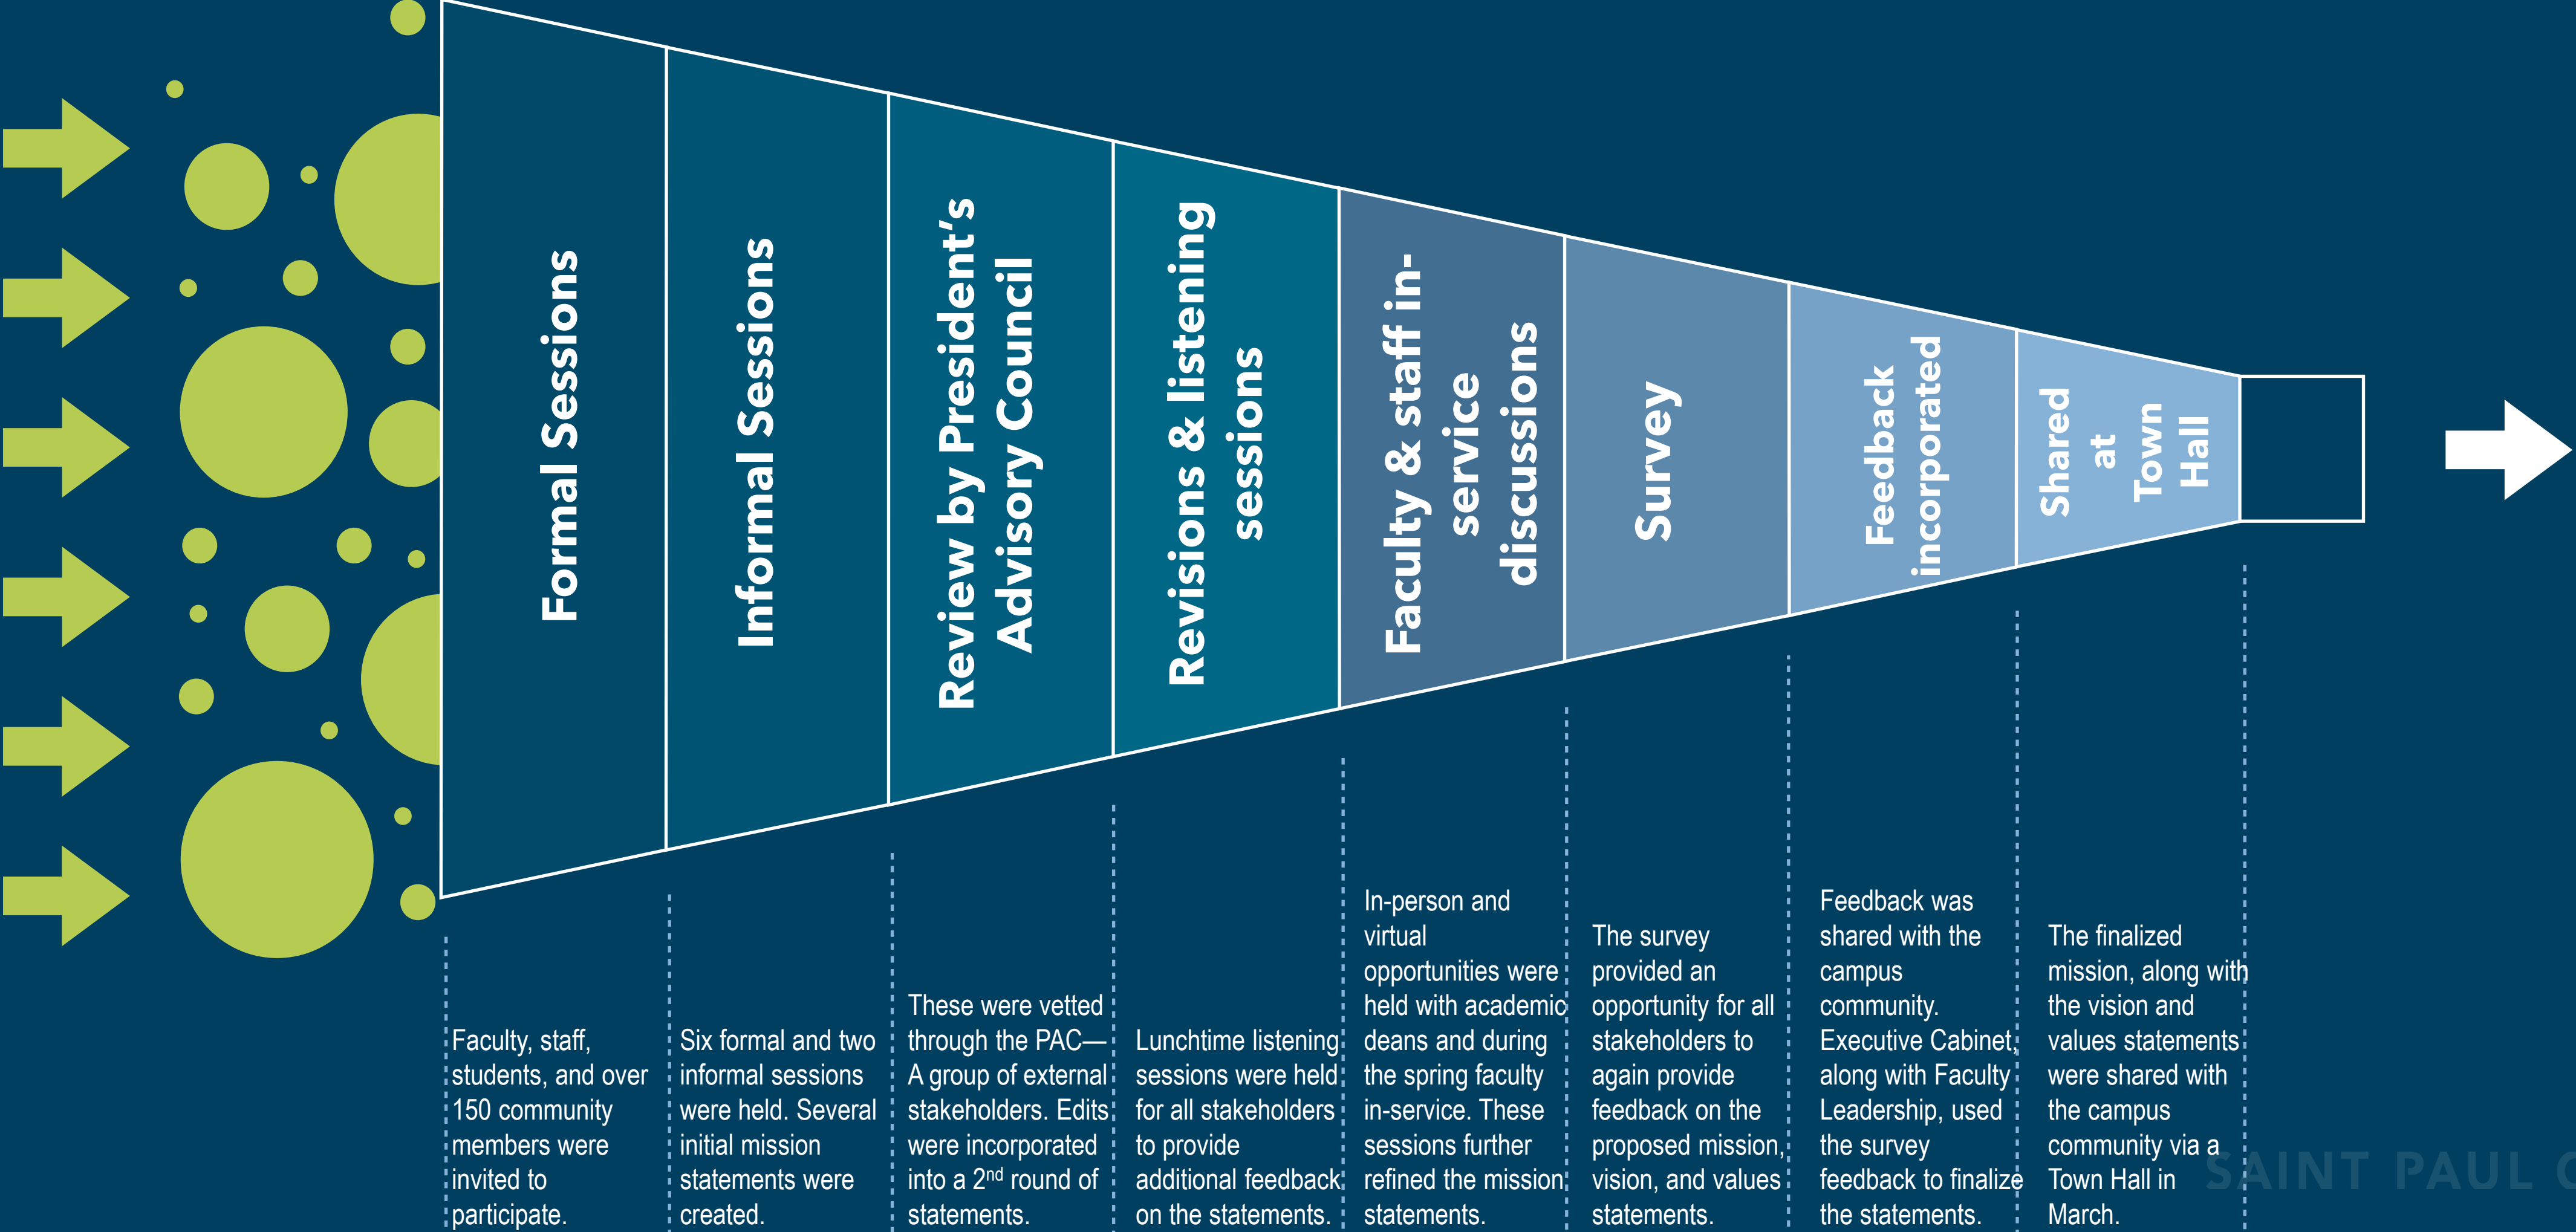 Formal Sessions
Informal Sessions
Review by President's
Advisory Council
Revisions & listening
sessions
Faculty & staff in-
service
discussions
Survey
Feedback
incorporated
Shared
at
Town
Hall
Faculty, staff,
students, and over
150 community
members were
invited to
participate.
Six formal and two
informal sessions
were held. Several
initial mission
statements were
created.
These were vetted
through the PAC—
A group of external
stakeholders. Edits
were incorporated
into a 2nd round of
statements.
Lunchtime listening
sessions were held
for all stakeholders
to provide
additional feedback
on the statements.
In-person and
virtual
opportunities were
held with academic
deans and during
the spring faculty
in-service. These
sessions further
refined the mission
statements.
The survey
provided an
opportunity for all
stakeholders to
again provide
feedback on the
proposed mission,
vision, and values
statements.
Feedback was
shared with the
campus
community.
Executive Cabinet,
along with Faculty
Leadership, used
the survey
feedback to finalize
the statements.
The finalized
mission, along with
the vision and
values statements
were shared with
the campus
community via a
Town Hall in
March.
SAINT PAUL